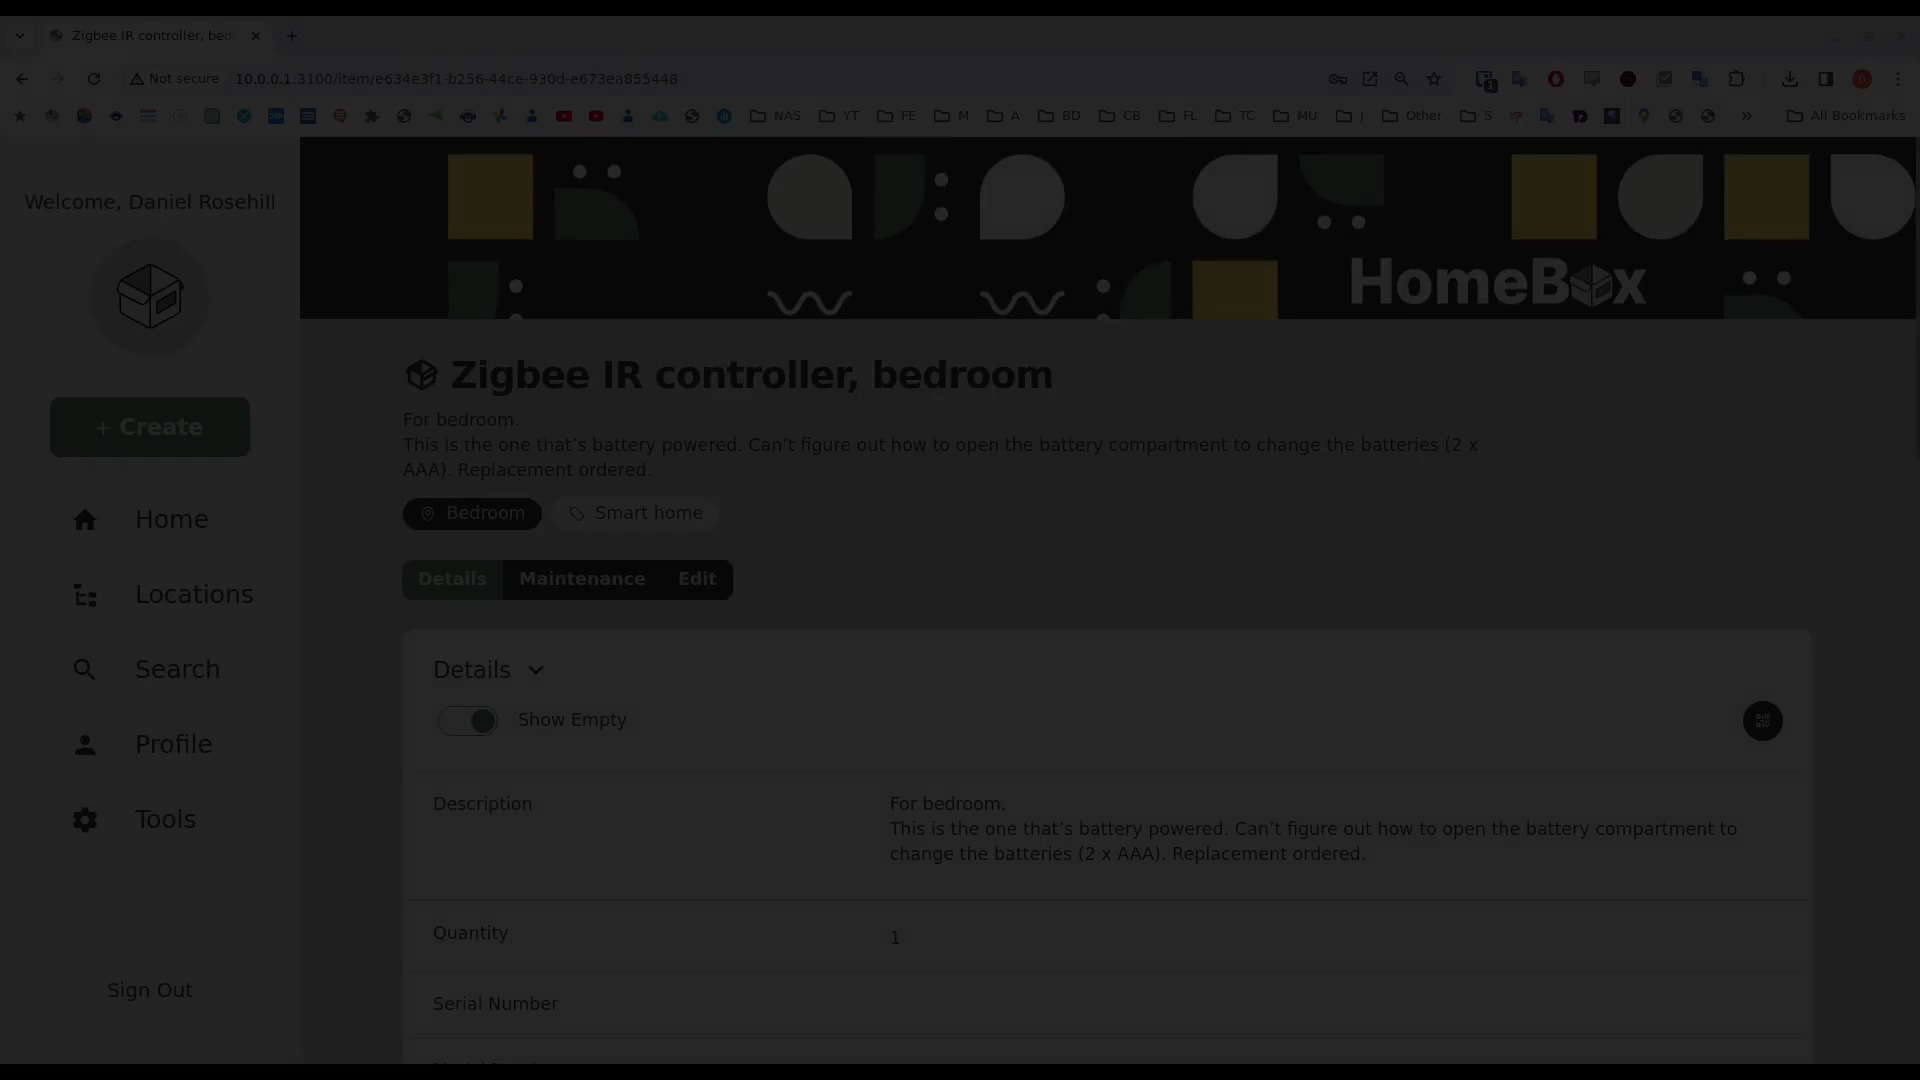 Zigbee IR controller, bed
Not secure
10.0.0.1:3100/item/e634e3f1-b256-44ce-930d-e673ea855448
1
NAS
YT
FE
M
A
BD
CB
FL
TC
MU
J
Other
S
All Bookmarks
Welcome, Daniel Rosehill
HomeBox
+ Create
Home
Locations
Search
Profile
Tools
Sign Out
Zigbee IR controller, bedroom
For bedroom.
This is the one that’s battery powered. Can’t figure out how to open the battery compartment to change the batteries (2 x
AAA). Replacement ordered.
Bedroom
Smart home
Details
Maintenance
Edit
Details
Show Empty
Description
For bedroom.
This is the one that’s battery powered. Can’t figure out how to open the battery compartment to
change the batteries (2 x AAA). Replacement ordered.
Quantity
1
Serial Number